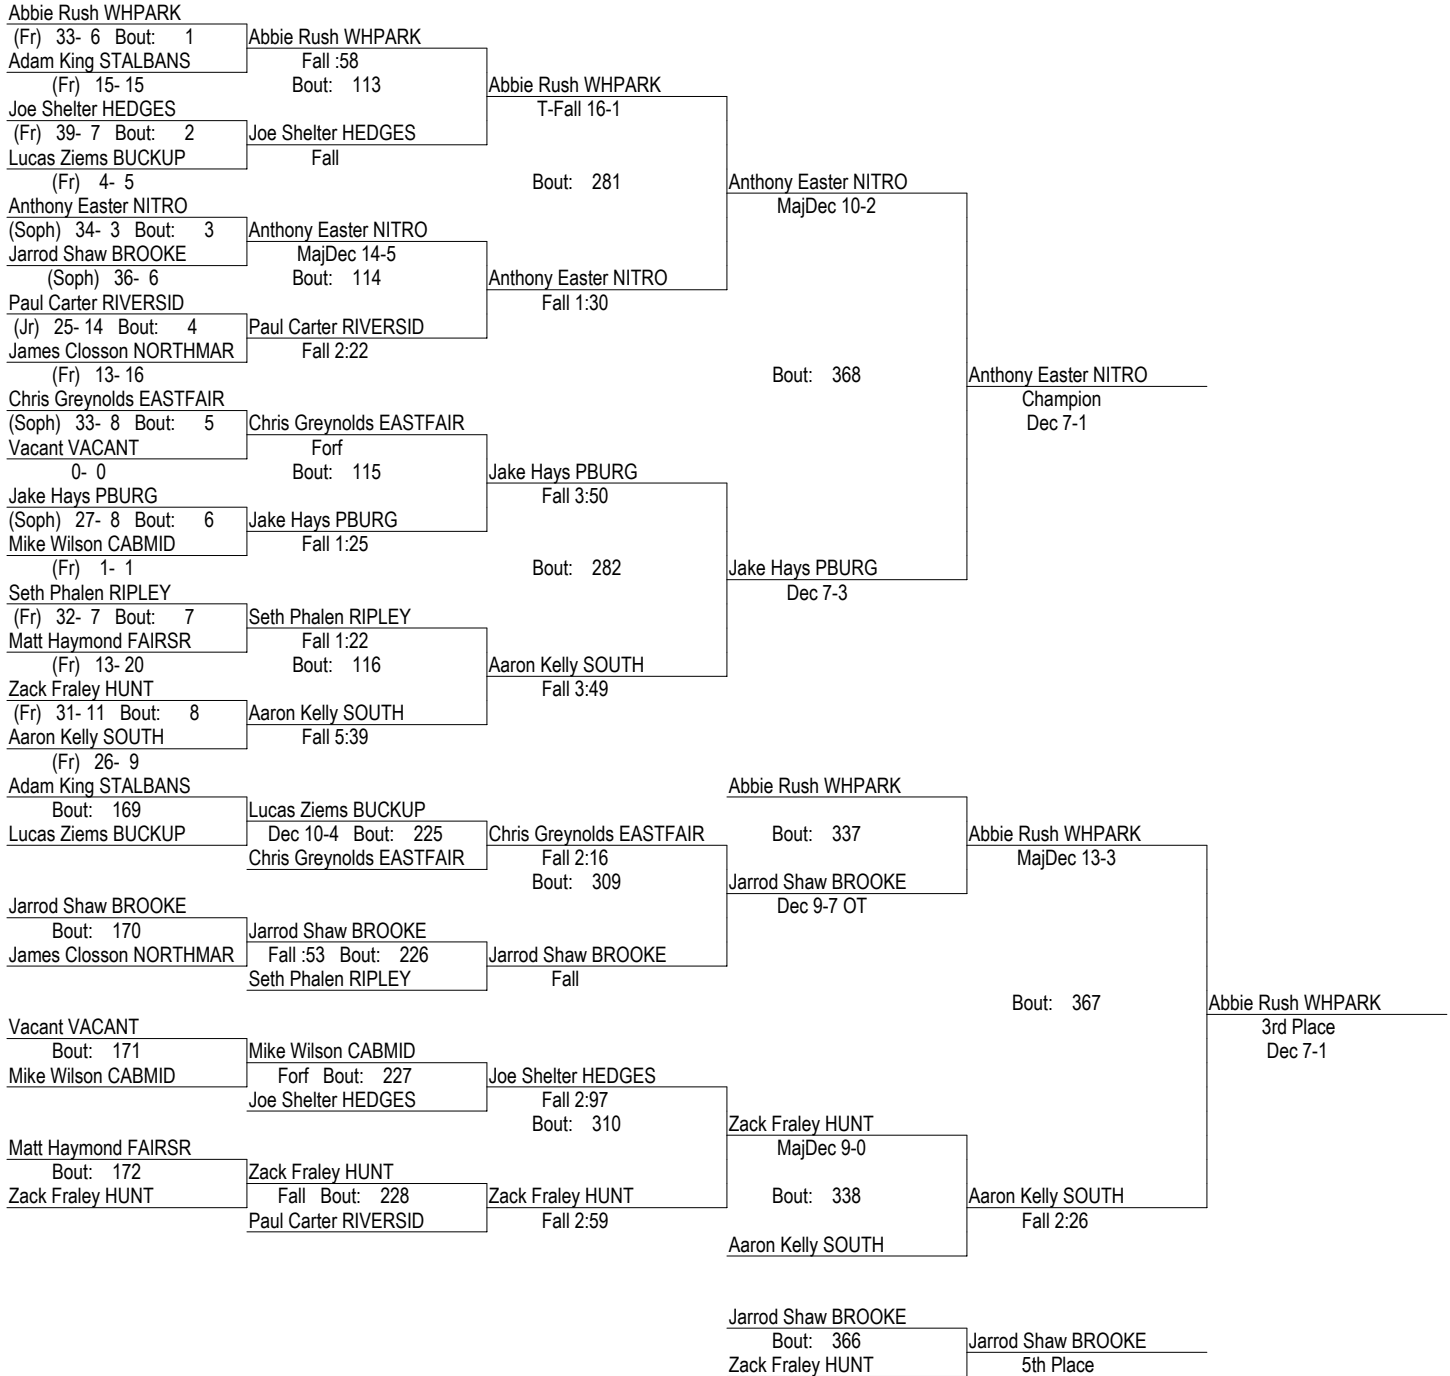 Abbie Rush WHPARK
(Fr) 33- 6 Bout: 1 Abbie Rush WHPARK
Adam King STALBANS Fall :58
(Fr) 15- 15 Bout: 113 Abbie Rush WHPARK
Joe Shelter HEDGES T-Fall 16-1
(Fr) 39- 7 Bout: 2 Joe Shelter HEDGES
Lucas Ziems BUCKUP Fall
(Fr) 4- 5 Bout: 281 Anthony Easter NITRO
Anthony Easter NITRO MajDec 10-2
(Soph) 34- 3 Bout: 3 Anthony Easter NITRO
Jarrod Shaw BROOKE MajDec 14-5
(Soph) 36- 6 Bout: 114 Anthony Easter NITRO
Paul Carter RIVERSID Fall 1:30
(Jr) 25- 14 Bout: 4 Paul Carter RIVERSID
James Closson NORTHMAR Fall 2:22
(Fr) 13- 16 Bout: 368 Anthony Easter NITRO
Chris Greynolds EASTFAIR Champion
(Soph) 33- 8 Bout: 5 Chris Greynolds EASTFAIR Dec 7-1
Vacant VACANT Forf
0- 0 Bout: 115 Jake Hays PBURG
Jake Hays PBURG Fall 3:50
(Soph) 27- 8 Bout: 6 Jake Hays PBURG
Mike Wilson CABMID Fall 1:25
(Fr) 1- 1 Bout: 282 Jake Hays PBURG
Seth Phalen RIPLEY Dec 7-3
(Fr) 32- 7 Bout: 7 Seth Phalen RIPLEY
Matt Haymond FAIRSR Fall 1:22
(Fr) 13- 20 Bout: 116 Aaron Kelly SOUTH
Zack Fraley HUNT Fall 3:49
(Fr) 31- 11 Bout: 8 Aaron Kelly SOUTH
Aaron Kelly SOUTH Fall 5:39
(Fr) 26- 9
Adam King STALBANS Abbie Rush WHPARK
Bout: 169 Lucas Ziems BUCKUP
Lucas Ziems BUCKUP Dec 10-4 Bout: 225 Chris Greynolds EASTFAIR Bout: 337 Abbie Rush WHPARK
Chris Greynolds EASTFAIR Fall 2:16 MajDec 13-3
Bout: 309 Jarrod Shaw BROOKE
Jarrod Shaw BROOKE Dec 9-7 OT
Bout: 170 Jarrod Shaw BROOKE
James Closson NORTHMAR Fall :53 Bout: 226 Jarrod Shaw BROOKE
Seth Phalen RIPLEY Fall
Bout: 367 Abbie Rush WHPARK
Vacant VACANT 3rd Place
Bout: 171 Mike Wilson CABMID Dec 7-1
Mike Wilson CABMID Forf Bout: 227 Joe Shelter HEDGES
Joe Shelter HEDGES Fall 2:97
Bout: 310 Zack Fraley HUNT
Matt Haymond FAIRSR MajDec 9-0
Bout: 172 Zack Fraley HUNT
Zack Fraley HUNT Fall Bout: 228 Zack Fraley HUNT Bout: 338 Aaron Kelly SOUTH
Paul Carter RIVERSID Fall 2:59 Fall 2:26
Aaron Kelly SOUTH
Jarrod Shaw BROOKE
Bout: 366 Jarrod Shaw BROOKE
Zack Fraley HUNT 5th Place